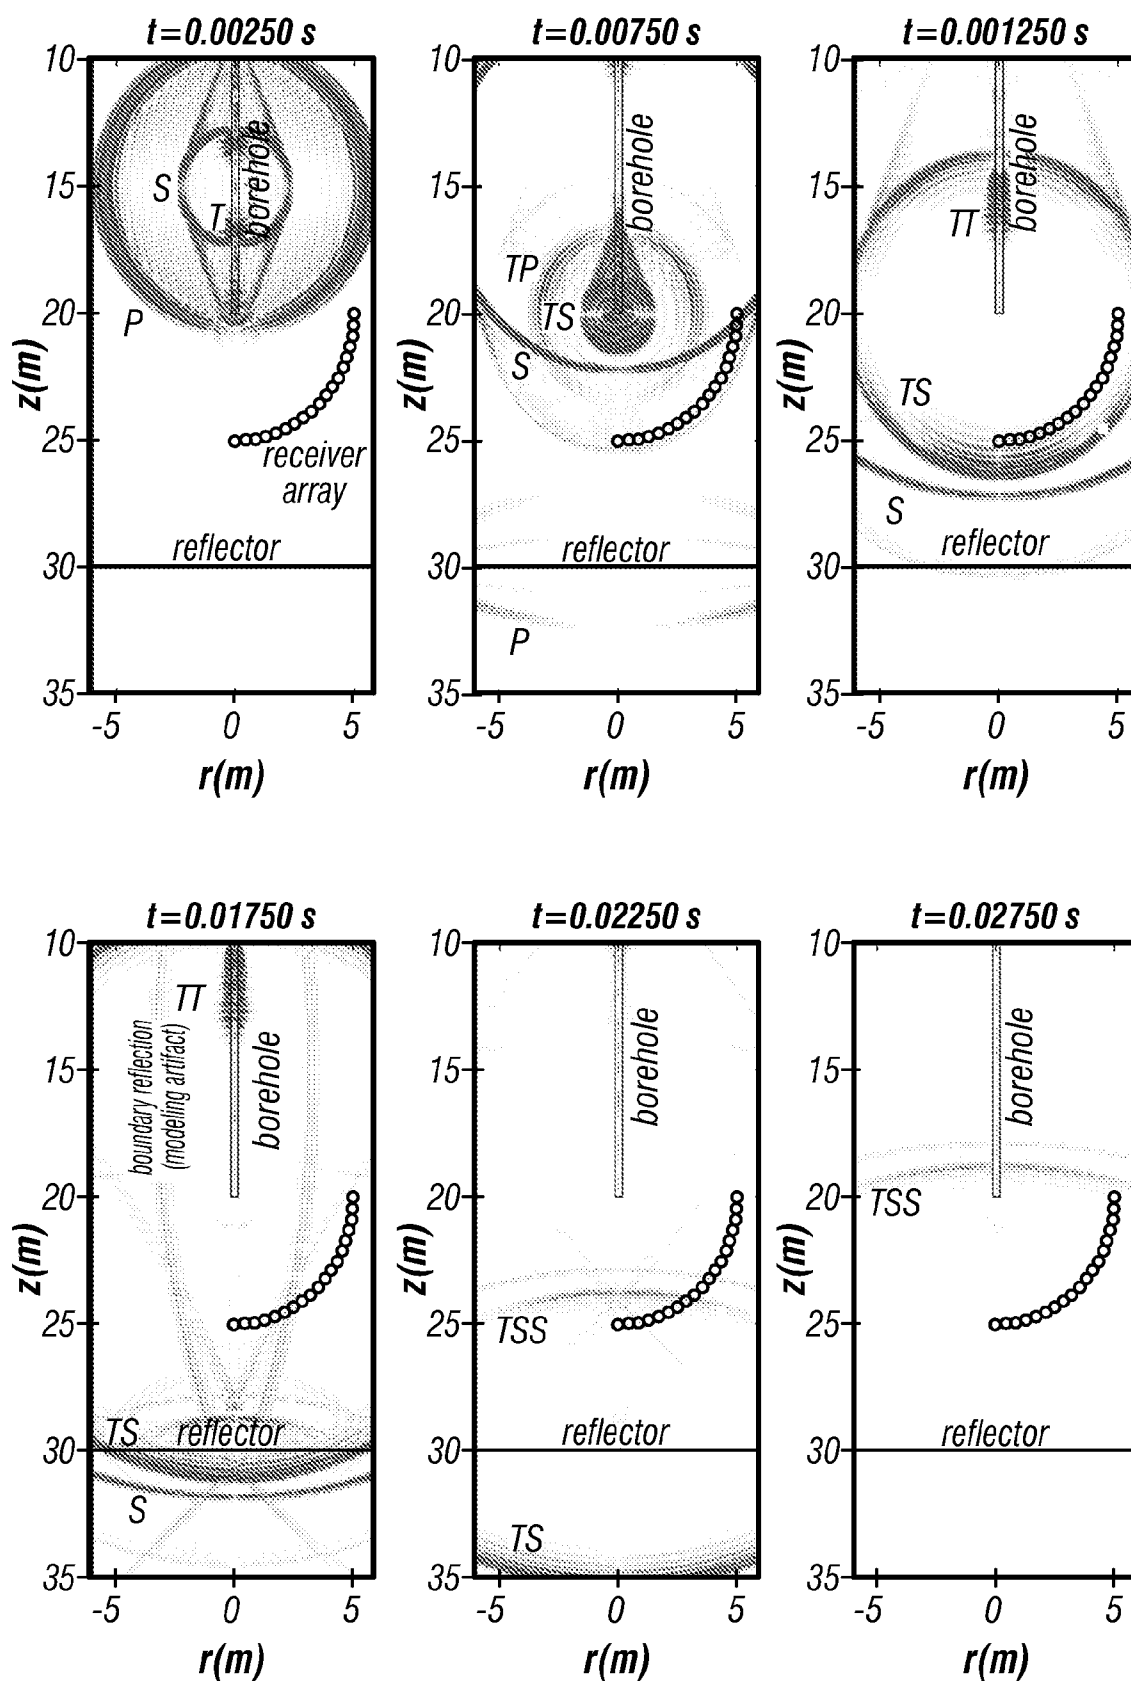 t=0.00250 s
10
15
20
25
30
35
z(m)
S
T
borehole
P
receiver
array
reflector
-5
0
5
r(m)
t=0.00750 s
10
15
20
25
30
35
z(m)
borehole
TP
TS
S
reflector
P
-5
0
5
r(m)
t=0.001250 s
10
15
20
25
30
35
z(m)
borehole
TT
TS
S
reflector
-5
0
5
r(m)
t=0.01750 s
10
15
20
25
30
35
z(m)
TT
boundary reflection
(modeling artifact)
borehole
TS
reflector
S
-5
0
5
r(m)
t=0.02250 s
10
15
20
25
30
35
z(m)
borehole
TSS
reflector
TS
-5
0
5
r(m)
t=0.02750 s
10
15
20
25
30
35
z(m)
borehole
TSS
reflector
-5
0
5
r(m)